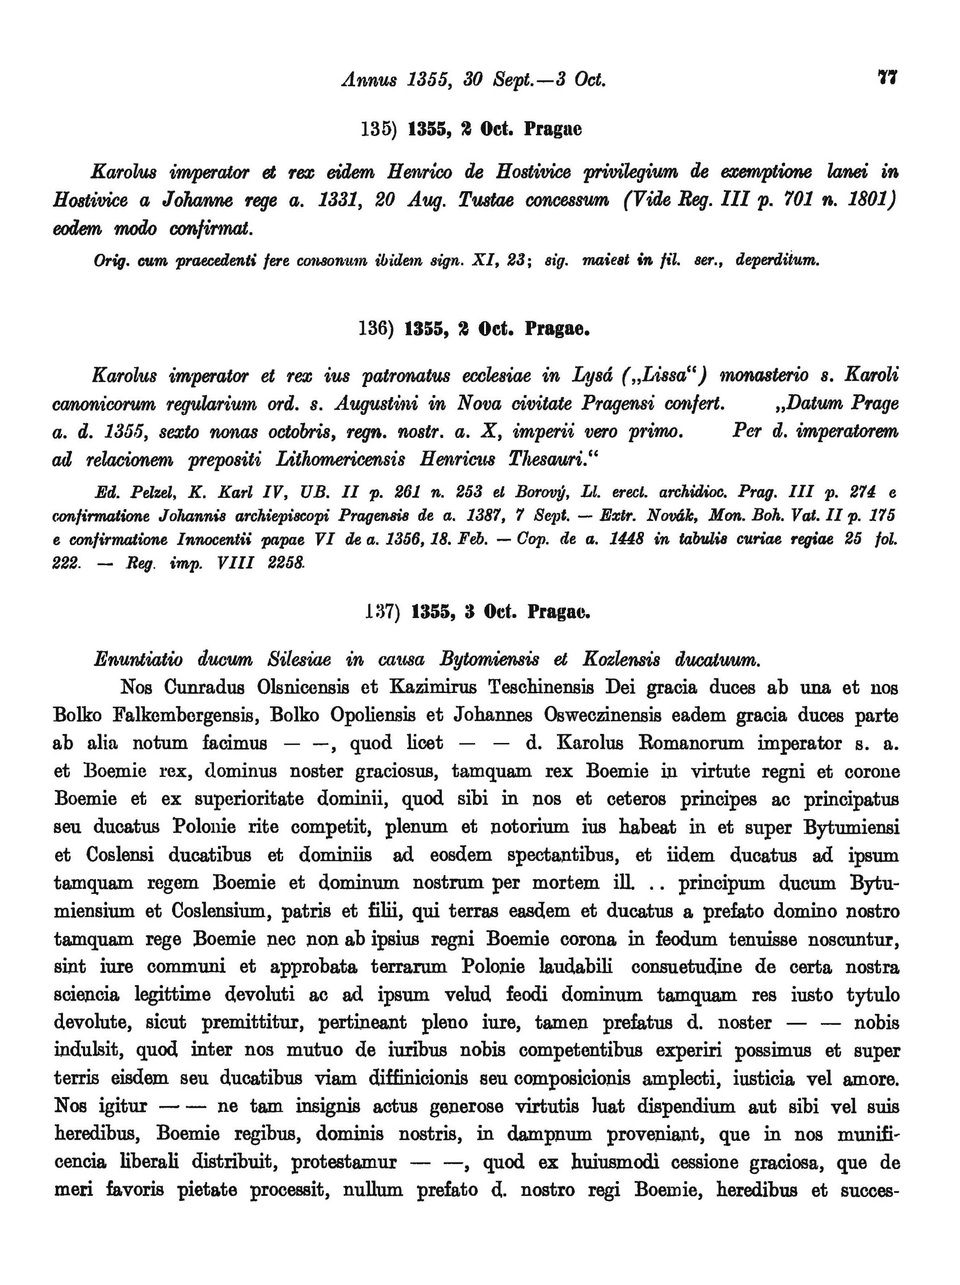 Annus 1355, 30 Sept.—3 Oct. 77
135) 1355, 2 Oct. Pragae
Karolus imperator et rex eidem Henrico de Hostivice privilegium de exemptione lanei in
Hostivice a Johanne rege a. 1331, 20 Aug. Tustae concessum (Vide Reg. III p. 701 n. 1801)
eodem modo confirmat.
Orig. cum praecedenti fere consonum ibidem sign. XI, 23; sig. maiest in fil. ser., deperditum.
136) 1355, 2 Oct. Pragae.
Karolus imperator et rex ius patronatus ecclesiae in Lysá („Lissa“) monasterio s. Karoli
canonicorum regularium ord. s. Augustini in Nova civitate Pragensi confert. „Datum Prage
a. d. 1355, sexto nonas octobris, regn. nostr. a. X, imperii vero primo. Per d. imperatorem
ad relacionem prepositi Lithomericensis Henricus Thesauri.“
Ed. Pelzel, K. Karl IV, UB. II p. 261 n. 253 et Borový, Ll. erect. archidioc. Prag. III p. 274 e
confirmatione Johannis archiepiscopi Pragensis de a. 1387, 7 Sept. — Extr. Novák, Mon. Boh. Vat. II p. 175
e confirmatione Innocentii papae VI de a. 1356, 18. Feb. — Cop. de a. 1448 in tabulis curiae regiae 25 fol.
222. — Reg. imp. VIII 2258.
137) 1355, 3 Oct. Pragae.
Enuntiatio ducum Silesiae in causa Bytomiensis et Kozlensis ducatuum.
Nos Cunradus Olsnicensis et Kazimirus Teschinensis Dei gracia duces ab una et nos
Bolko Falkembergensis, Bolko Opoliensis et Johannes Osweczinensis eadem gracia duces parte
ab alia notum facimus — —, quod licet — — d. Karolus Romanorum imperator s. a.
et Boemie rex, dominus noster graciosus, tamquam rex Boemie in virtute regni et corone
Boemie et ex superioritate dominii, quod sibi in nos et ceteros principes ac principatus
seu ducatus Polonie rite competit, plenum et notorium ius habeat in et super Bytumiensi
et Coslensi ducatibus et dominiis ad eosdem spectantibus, et iidem ducatus ad ipsum
tamquam regem Boemie et dominum nostrum per mortem ill. .. principum ducum Bytu-
miensium et Coslensium, patris et filii, qui terras easdem et ducatus a prefato domino nostro
tamquam rege Boemie nec non ab ipsius regni Boemie corona in feodum tenuisse noscuntur,
sint iure communi et approbata terrarum Polonie laudabili consuetudine de certa nostra
sciencia legittime devoluti ac ad ipsum velud feodi dominum tamquam res iusto tytulo
devolute, sicut premittitur, pertineant pleno iure, tamen prefatus d. noster — — nobis
indulsit, quod inter nos mutuo de iuribus nobis competentibus experiri possimus et super
terris eisdem seu ducatibus viam diffinicionis seu composicionis amplecti, iusticia vel amore.
Nos igitur — — ne tam insignis actus generose virtutis luat dispendium aut sibi vel suis
heredibus, Boemie regibus, dominis nostris, in dampnum proveniant, que in nos munifi-
cencia liberali distribuit, protestamur — —, quod ex huiusmodi cessione graciosa, que de
meri favoris pietate processit, nullum prefato d. nostro regi Boemie, heredibus et succes-